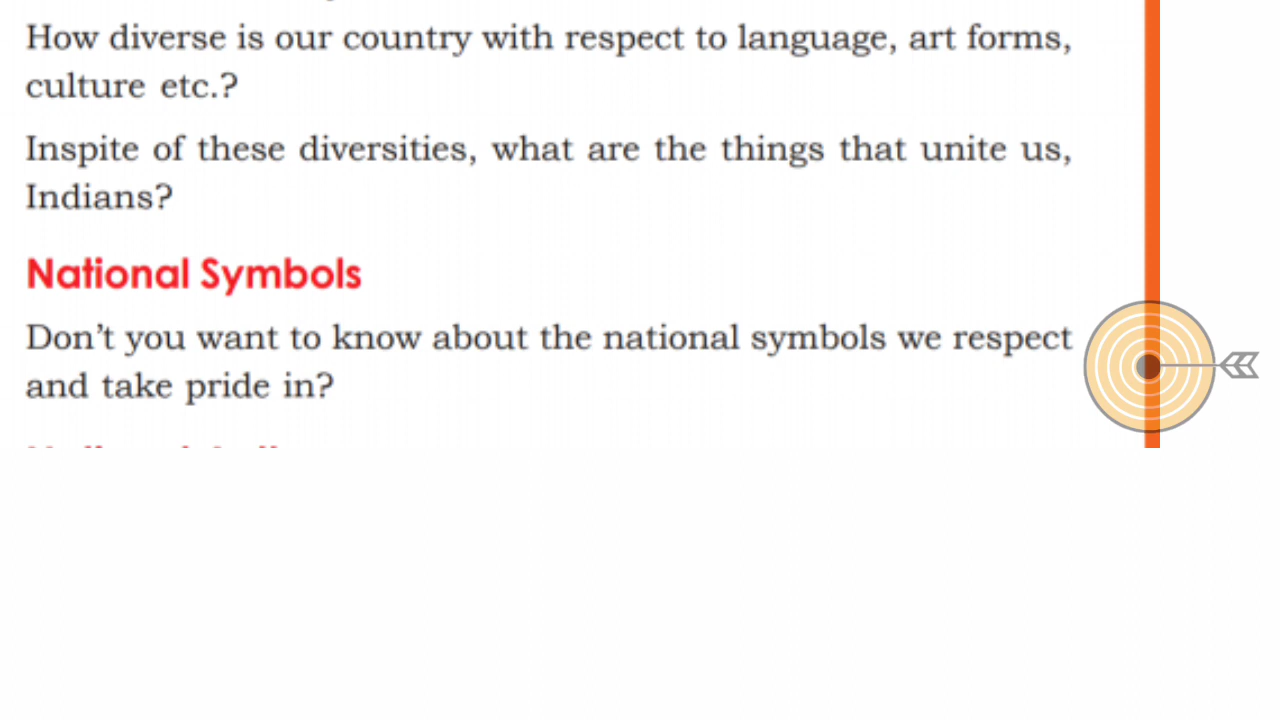 How diverse is our country with respect to language, art forms,
culture etc.?
Inspite of these diversities, what are the things that unite us,
Indians?
National Symbols
Don’t you want to know about the national symbols we respect
and take pride in?